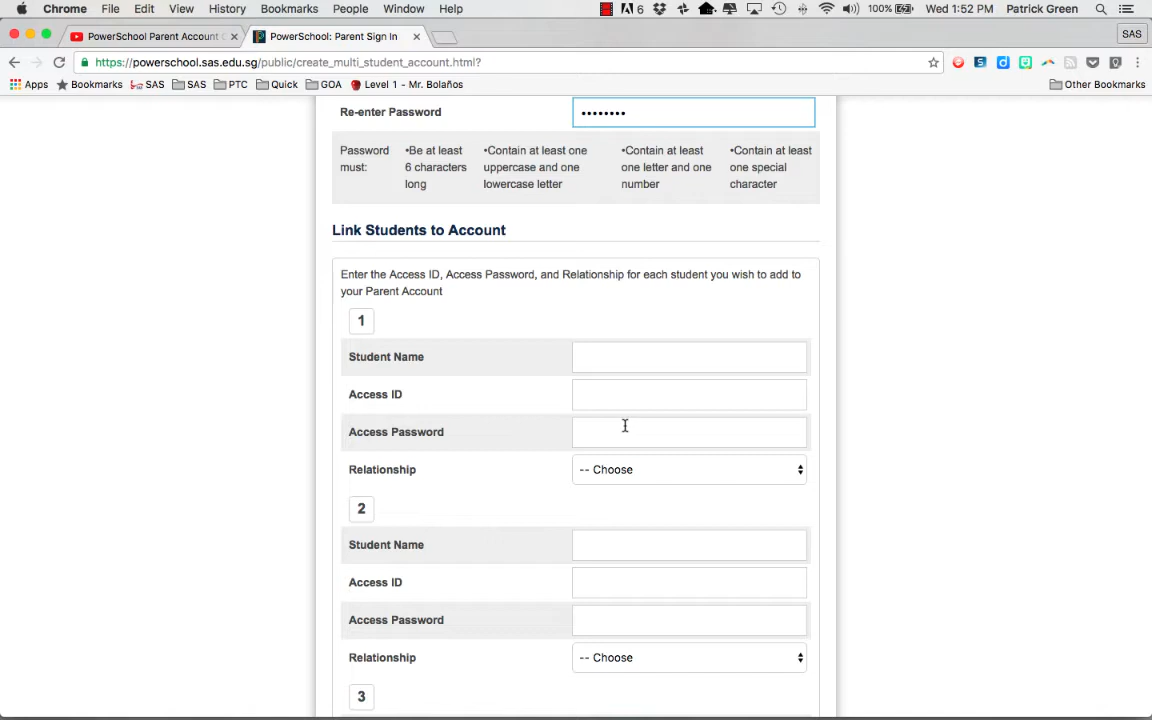 Chrome File Edit View History Bookmarks People Window Help 6 100% Wed 1:52 PM Patrick Green
PowerSchool Parent Account C PowerSchool: Parent Sign In SAS
https://powerschool.sas.edu.sg/public/create_multi_student_account.html?
Apps Bookmarks SAS SAS PTC Quick GOA Level 1 - Mr. Bolaños Other Bookmarks
Re-enter Password ••••••••
Password •Be at least •Contain at least one •Contain at least •Contain at least
must: 6 characters uppercase and one one letter and one one special
long lowercase letter number character
Link Students to Account
Enter the Access ID, Access Password, and Relationship for each student you wish to add to
your Parent Account
1
Student Name
Access ID
Access Password
Relationship -- Choose
2
Student Name
Access ID
Access Password
Relationship -- Choose
3